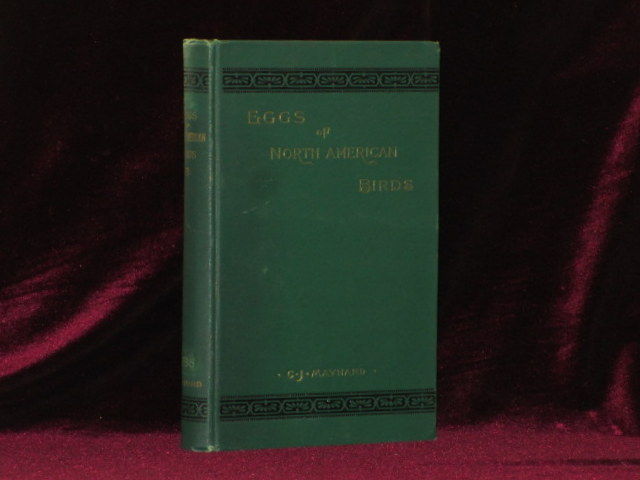 EGGS
OF
NORTH AMERICAN
BIRDS
· C·J·MAYNARD ·